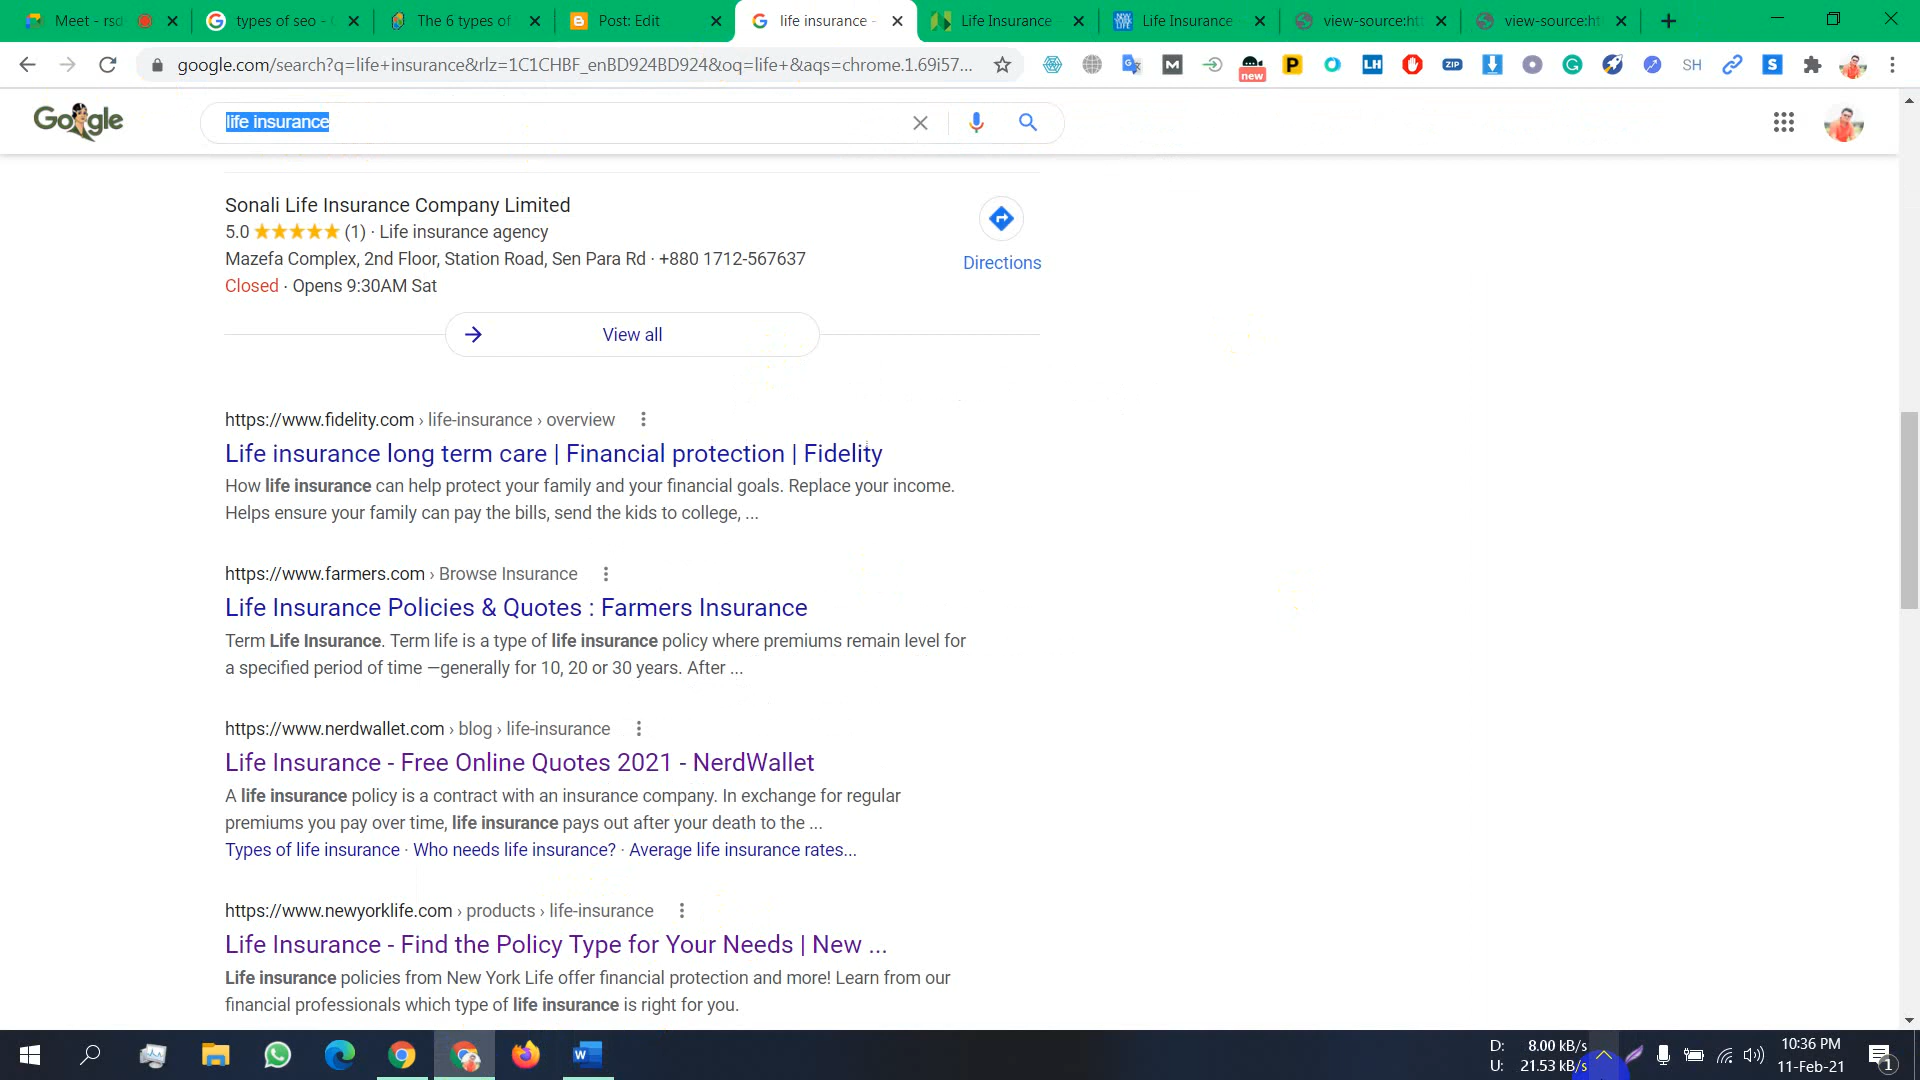 Meet - rsd
types of seo -
The 6 types of
Post: Edit
life insurance -
Life Insurance
Life Insurance
view-source:ht
view-source:ht
google.com/search?q=life+insurance&rlz=1C1CHBF_enBD924BD924&oq=life+&aqs=chrome.1.69i57...
new
M
P
LH
ZIP
SH
S
Google
life insurance
Sonali Life Insurance Company Limited
5.0 ★★★★★ (1) · Life insurance agency
Mazefa Complex, 2nd Floor, Station Road, Sen Para Rd · +880 1712-567637
Directions
Closed · Opens 9:30AM Sat
View all
https://www.fidelity.com › life-insurance › overview
Life insurance long term care | Financial protection | Fidelity
How life insurance can help protect your family and your financial goals. Replace your income.
Helps ensure your family can pay the bills, send the kids to college, ...
https://www.farmers.com › Browse Insurance
Life Insurance Policies & Quotes : Farmers Insurance
Term Life Insurance. Term life is a type of life insurance policy where premiums remain level for
a specified period of time —generally for 10, 20 or 30 years. After ...
https://www.nerdwallet.com › blog › life-insurance
Life Insurance - Free Online Quotes 2021 - NerdWallet
A life insurance policy is a contract with an insurance company. In exchange for regular
premiums you pay over time, life insurance pays out after your death to the ...
Types of life insurance · Who needs life insurance? · Average life insurance rates...
https://www.newyorklife.com › products › life-insurance
Life Insurance - Find the Policy Type for Your Needs | New ...
Life insurance policies from New York Life offer financial protection and more! Learn from our
financial professionals which type of life insurance is right for you.
D: 8.00 kB/s
U: 21.53 kB/s
10:36 PM
11-Feb-21
1